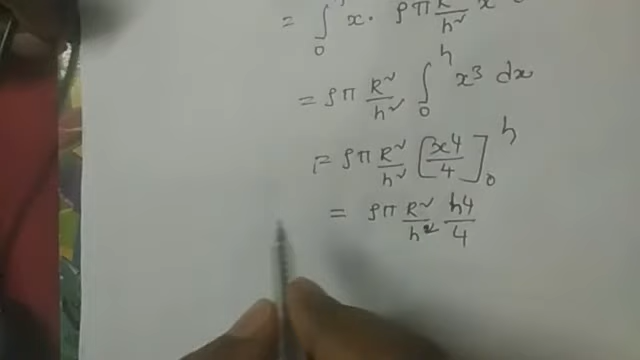 = ∫₀ x. ρπ R²/h² x
= ρπ R²/h² ∫₀ʰ x³ dx
= ρπ R²/h² [x⁴/4]₀ʰ
= ρπ R²/h² h⁴/4